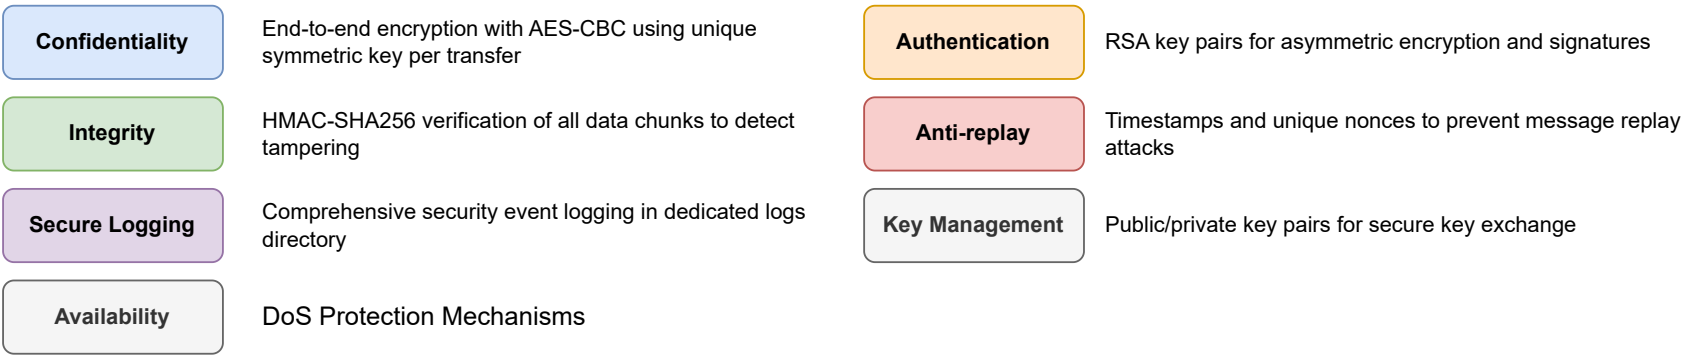 Confidentiality
End-to-end encryption with AES-CBC using unique
symmetric key per transfer
Authentication
RSA key pairs for asymmetric encryption and signatures
Integrity
HMAC-SHA256 verification of all data chunks to detect
tampering
Anti-replay
Timestamps and unique nonces to prevent message replay
attacks
Secure Logging
Comprehensive security event logging in dedicated logs
directory
Key Management
Public/private key pairs for secure key exchange
Availability
DoS Protection Mechanisms